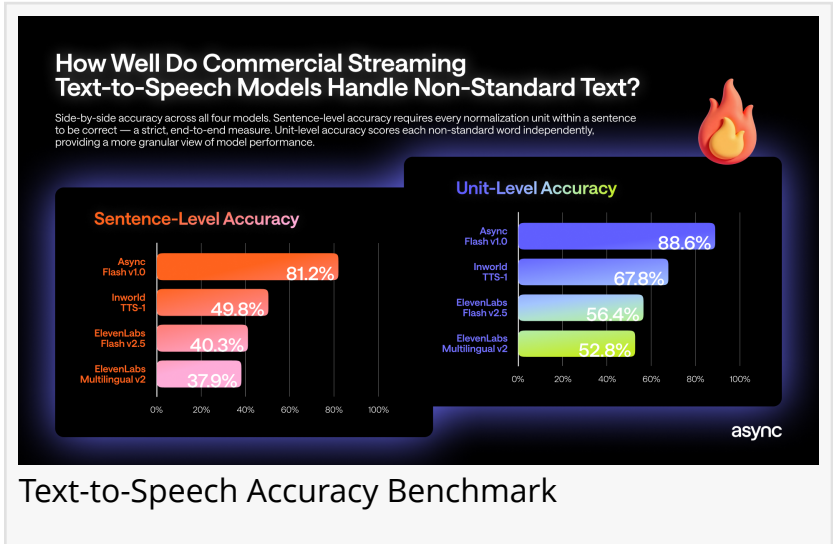 How Well Do Commercial Streaming
Text-to-Speech Models Handle Non-Standard Text?
Side-by-side accuracy across all four models. Sentence-level accuracy requires every normalization unit within a sentence
to be correct — a strict, end-to-end measure. Unit-level accuracy scores each non-standard word independently,
providing a more granular view of model performance.
Sentence-Level Accuracy
Async
Flash v1.0
81.2%
Inworld
TTS-1
49.8%
ElevenLabs
Flash v2.5
40.3%
ElevenLabs
Multilingual v2
37.9%
0% 20% 40% 60% 80% 100%
Unit-Level Accuracy
Async
Flash v1.0
88.6%
Inworld
TTS-1
67.8%
ElevenLabs
Flash v2.5
56.4%
ElevenLabs
Multilingual v2
52.8%
0% 20% 40% 60% 80% 100%
async
Text-to-Speech Accuracy Benchmark